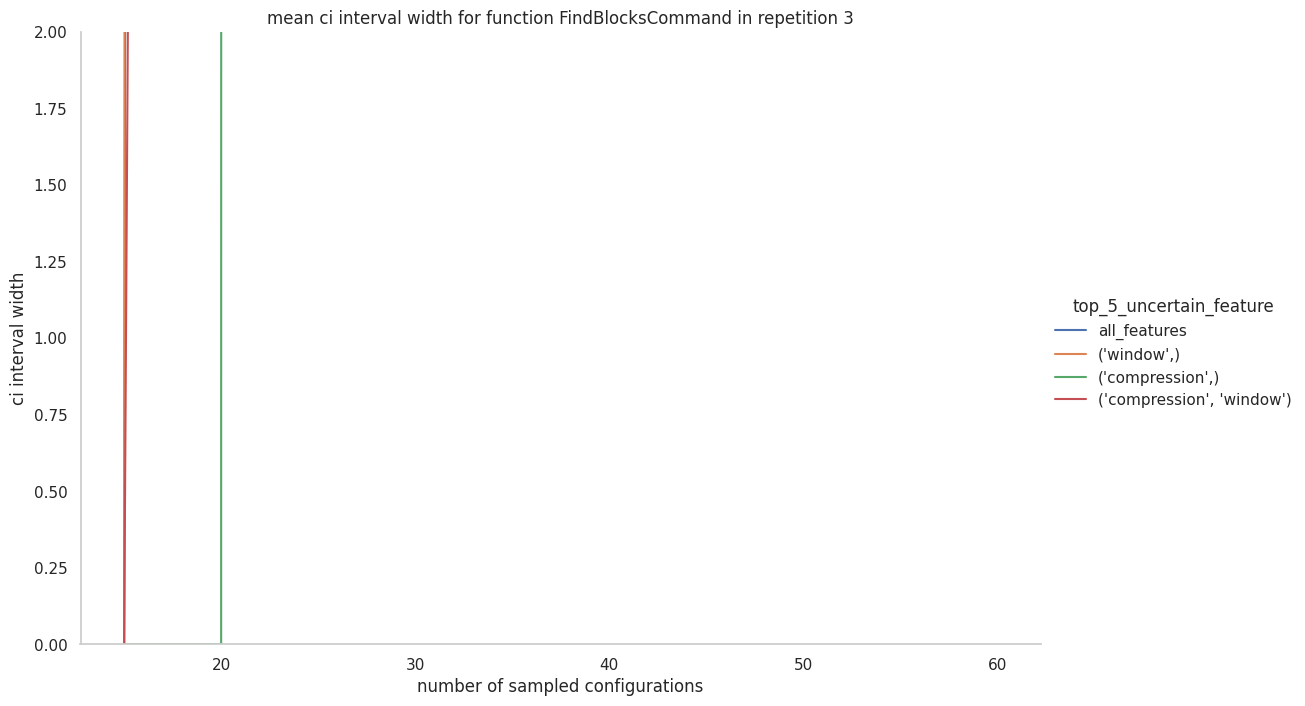 mean ci interval width for function FindBlocksCommand in repetition 3
2.00
1.75
1.50
1.25
1.00
0.75
0.50
0.25
0.00
ci interval width
20
30
40
50
60
number of sampled configurations
top_5_uncertain_feature
all_features
('window',)
('compression',)
('compression', 'window')